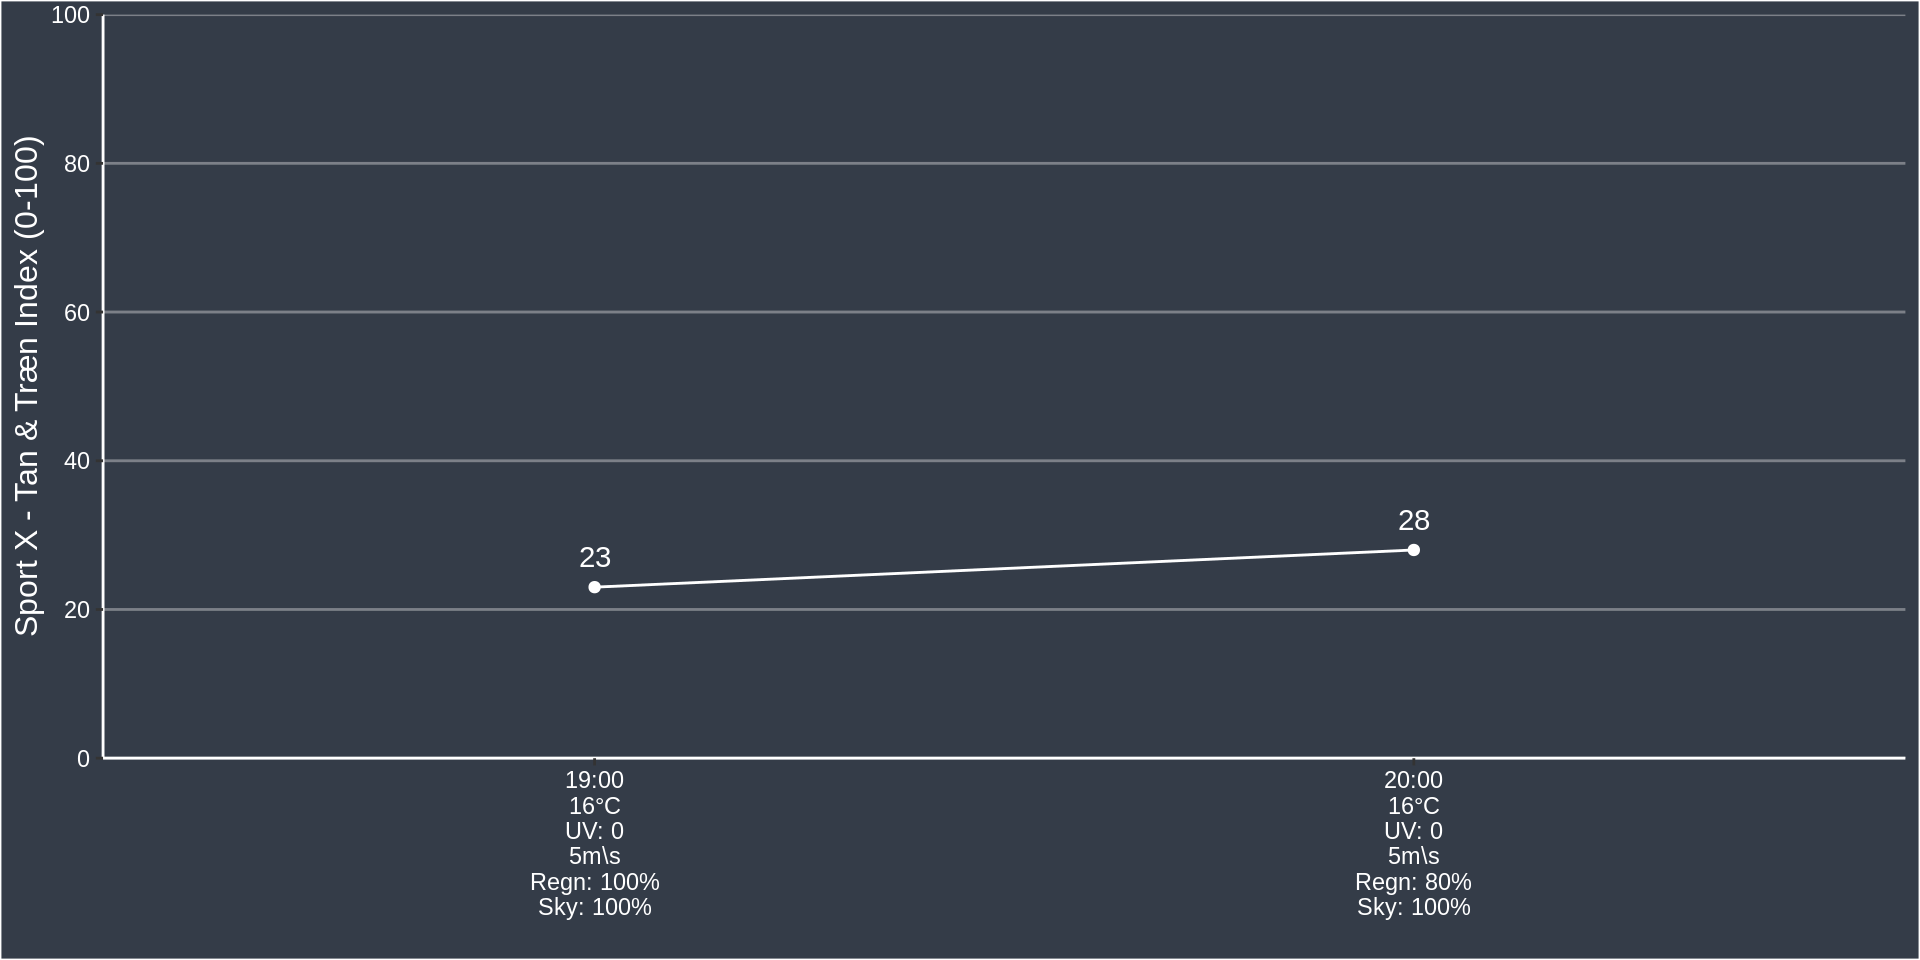 Sport X - Tan & Træn Index (0-100)
100
80
60
40
20
0
23
28
19:00
16°C
UV: 0
5m\s
Regn: 100%
Sky: 100%
20:00
16°C
UV: 0
5m\s
Regn: 80%
Sky: 100%